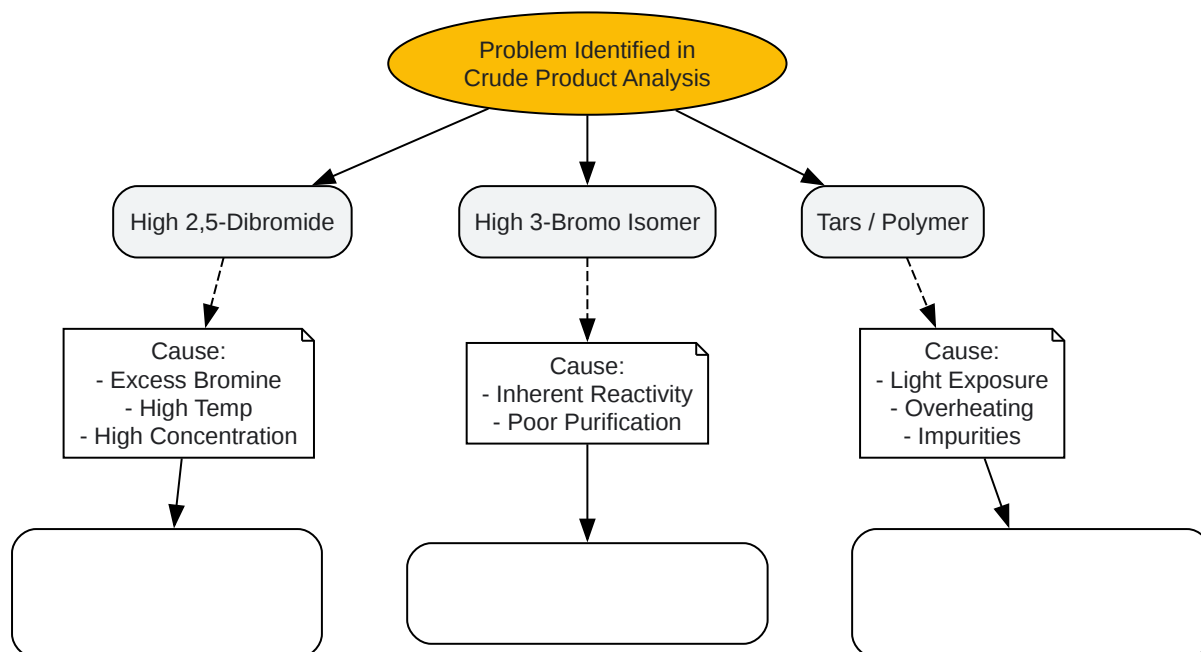 Problem Identified in
Crude Product Analysis
High 2,5-Dibromide
High 3-Bromo Isomer
Tars / Polymer
Cause:
- Excess Bromine
- High Temp
- High Concentration
Cause:
- Inherent Reactivity
- Poor Purification
Cause:
- Light Exposure
- Overheating
- Impurities